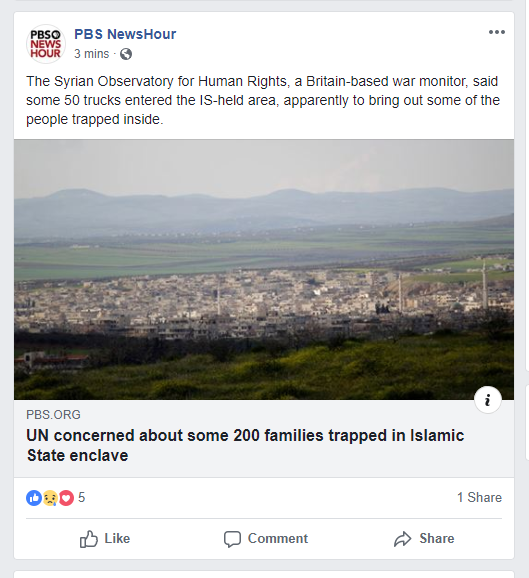 PBS NEWS HOUR
PBS NewsHour
3 mins ·
The Syrian Observatory for Human Rights, a Britain-based war monitor, said
some 50 trucks entered the IS-held area, apparently to bring out some of the
people trapped inside.
i
PBS.ORG
UN concerned about some 200 families trapped in Islamic
State enclave
5
1 Share
Like Comment Share